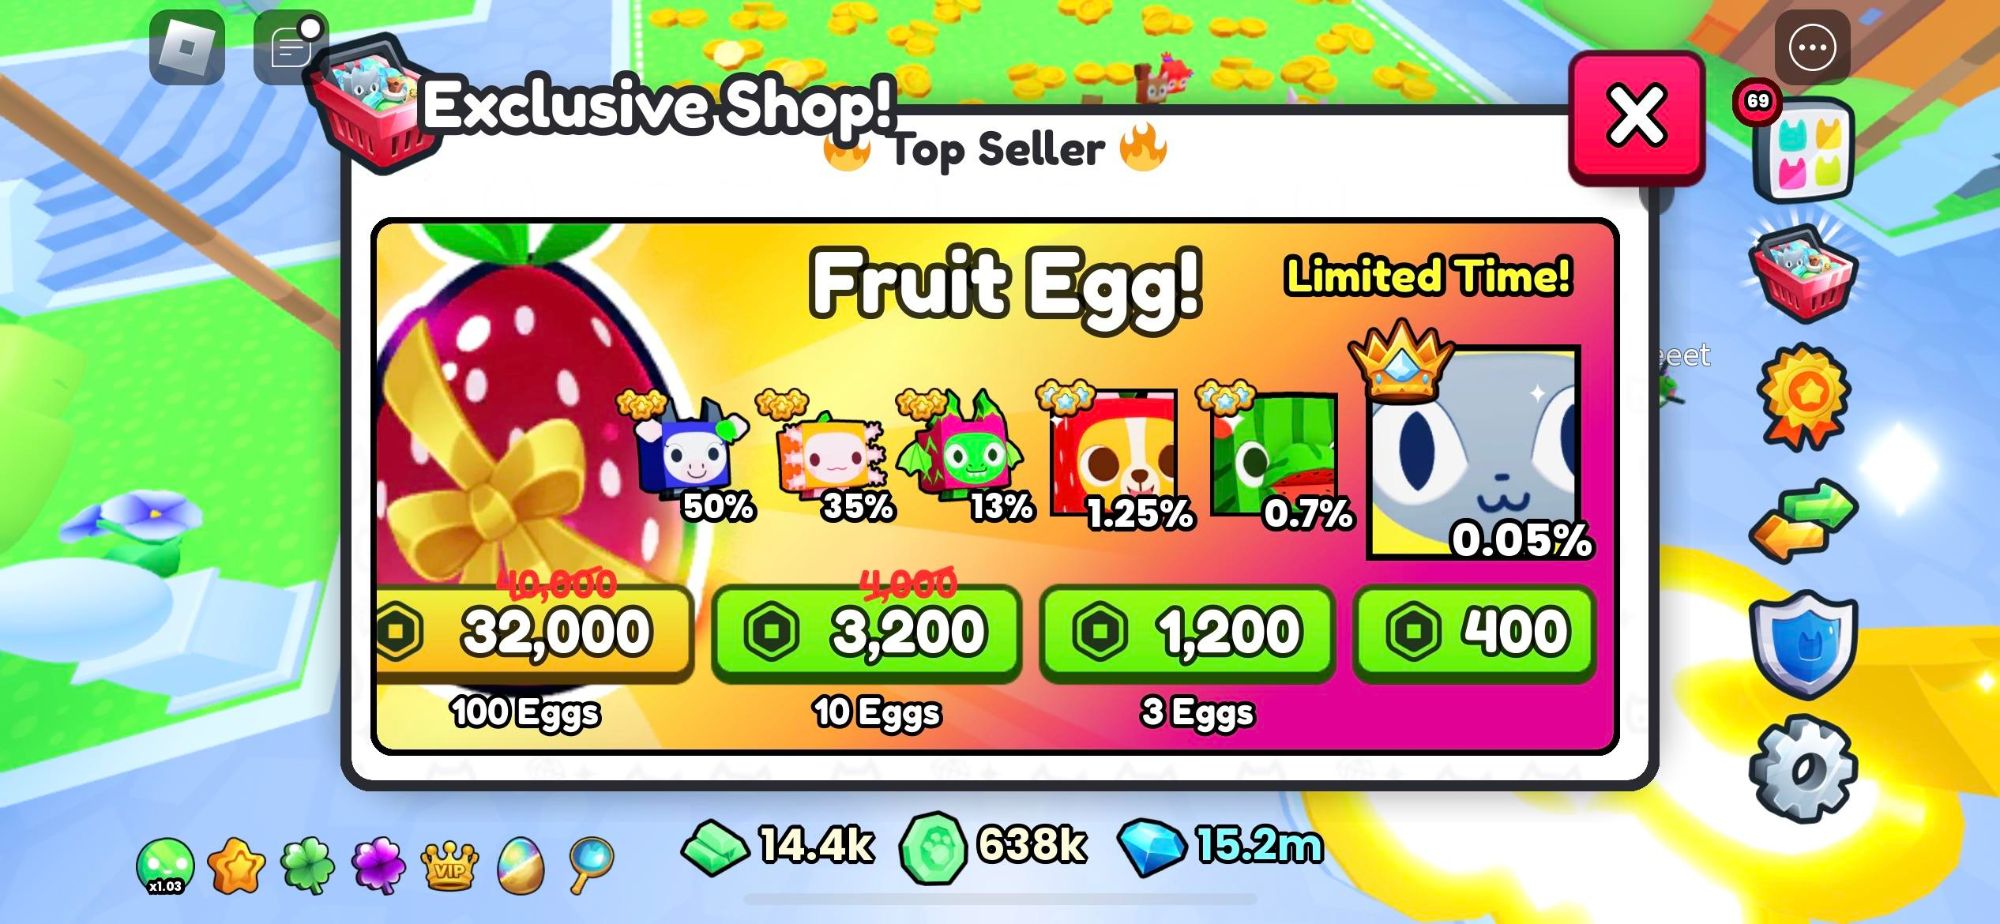 Exclusive Shop!
Top Seller
69
Fruit Egg!
Limited Time!
eeet
50%
35%
13%
1.25%
0.7%
0.05%
40,000
4,000
32,000
3,200
1,200
400
100 Eggs
10 Eggs
3 Eggs
14.4k
638k
15.2m
x1.03
VIP